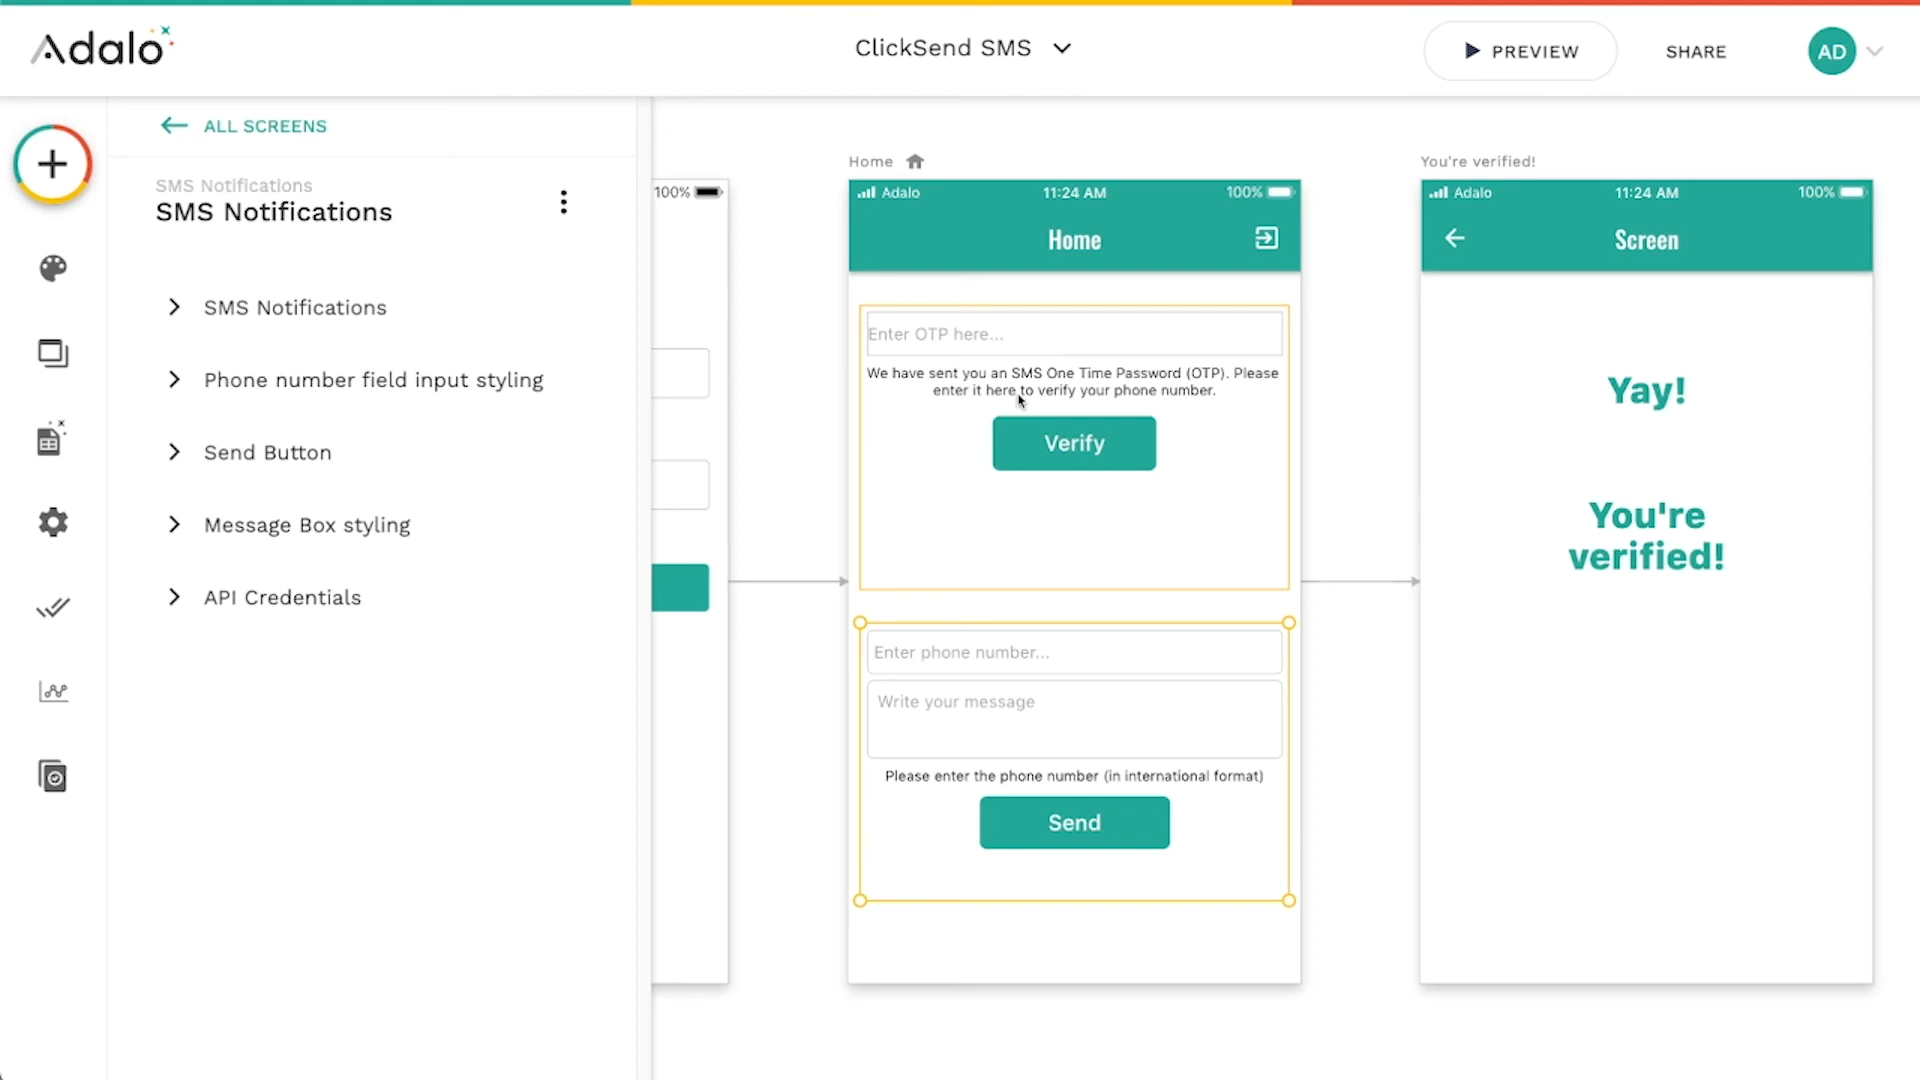 Adalo
ClickSend SMS
PREVIEW
SHARE
AD
ALL SCREENS
SMS Notifications
SMS Notifications
SMS Notifications
Phone number field input styling
Send Button
Message Box styling
API Credentials
100%
Home
Adalo 11:24 AM 100%
Home
Enter OTP here...
We have sent you an SMS One Time Password (OTP). Please
enter it here to verify your phone number.
Verify
Enter phone number...
Write your message
Please enter the phone number (in international format)
Send
You're verified!
Adalo 11:24 AM 100%
Screen
Yay!
You're
verified!